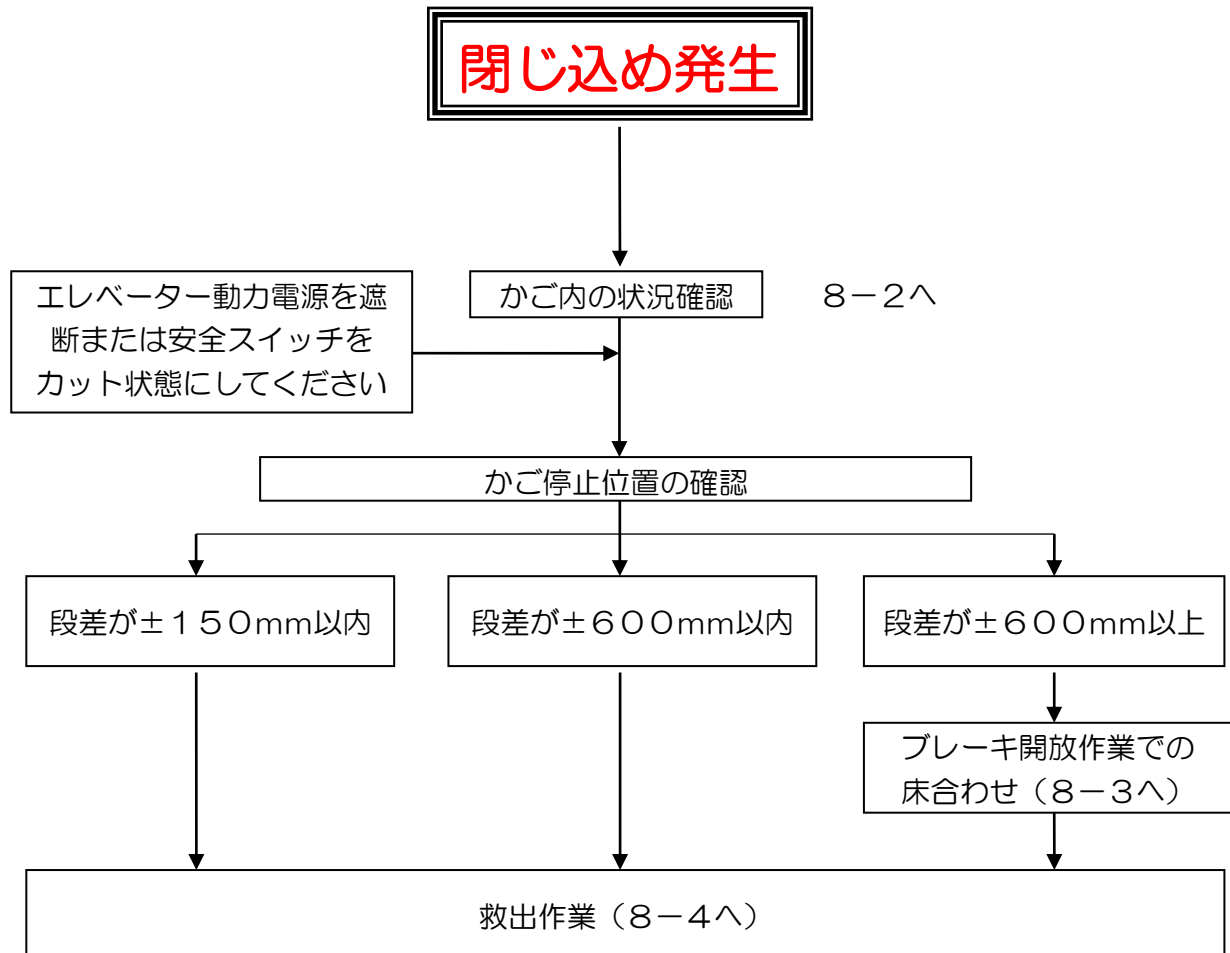 閉じ込め発生
エレベーター動力電源を遮
断または安全スイッチを
カット状態にしてください
かご内の状況確認
８－２へ
かご停止位置の確認
段差が±１５０mm以内
段差が±６００mm以内
段差が±６００mm以上
ブレーキ開放作業での
床合わせ（８－３へ）
救出作業（８－４へ）